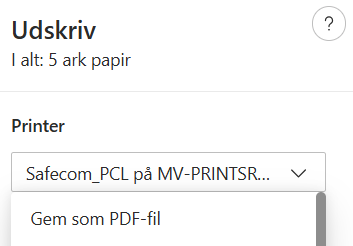 Udskriv
?
I alt: 5 ark papir
Printer
Safecom_PCL på MV-PRINTSR...
Gem som PDF-fil